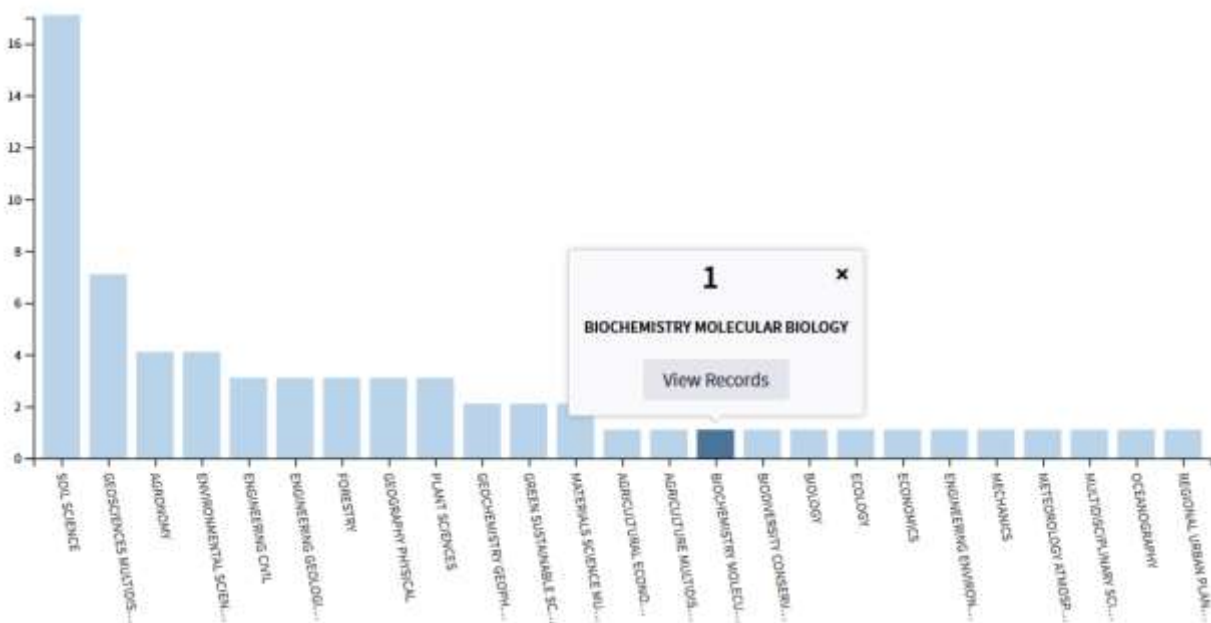 16
14
12
10
8
6
4
2
0
1
×
BIOCHEMISTRY MOLECULAR BIOLOGY
View Records
SOIL SCIENCE
GEOSCIENCES MULTIDIS...
AGRONOMY
ENVIRONMENTAL SCIEN...
ENGINEERING CIVIL
ENGINEERING GEOLOGI...
FORESTRY
GEOGRAPHY PHYSICAL
PLANT SCIENCES
GEOCHEMISTRY GEOPH...
GREEN SUSTAINABLE SC...
MATERIALS SCIENCE MU...
AGRICULTURAL ECONO...
AGRICULTURE MULTIDIS...
BIOCHEMISTRY MOLECU...
BIODIVERSITY CONSERV...
BIOLOGY
ECOLOGY
ECONOMICS
ENGINEERING ENVIRON...
MECHANICS
METEOROLOGY ATMOSP...
MULTIDISCIPLINARY SCI...
OCEANOGRAPHY
REGIONAL URBAN PLAN...